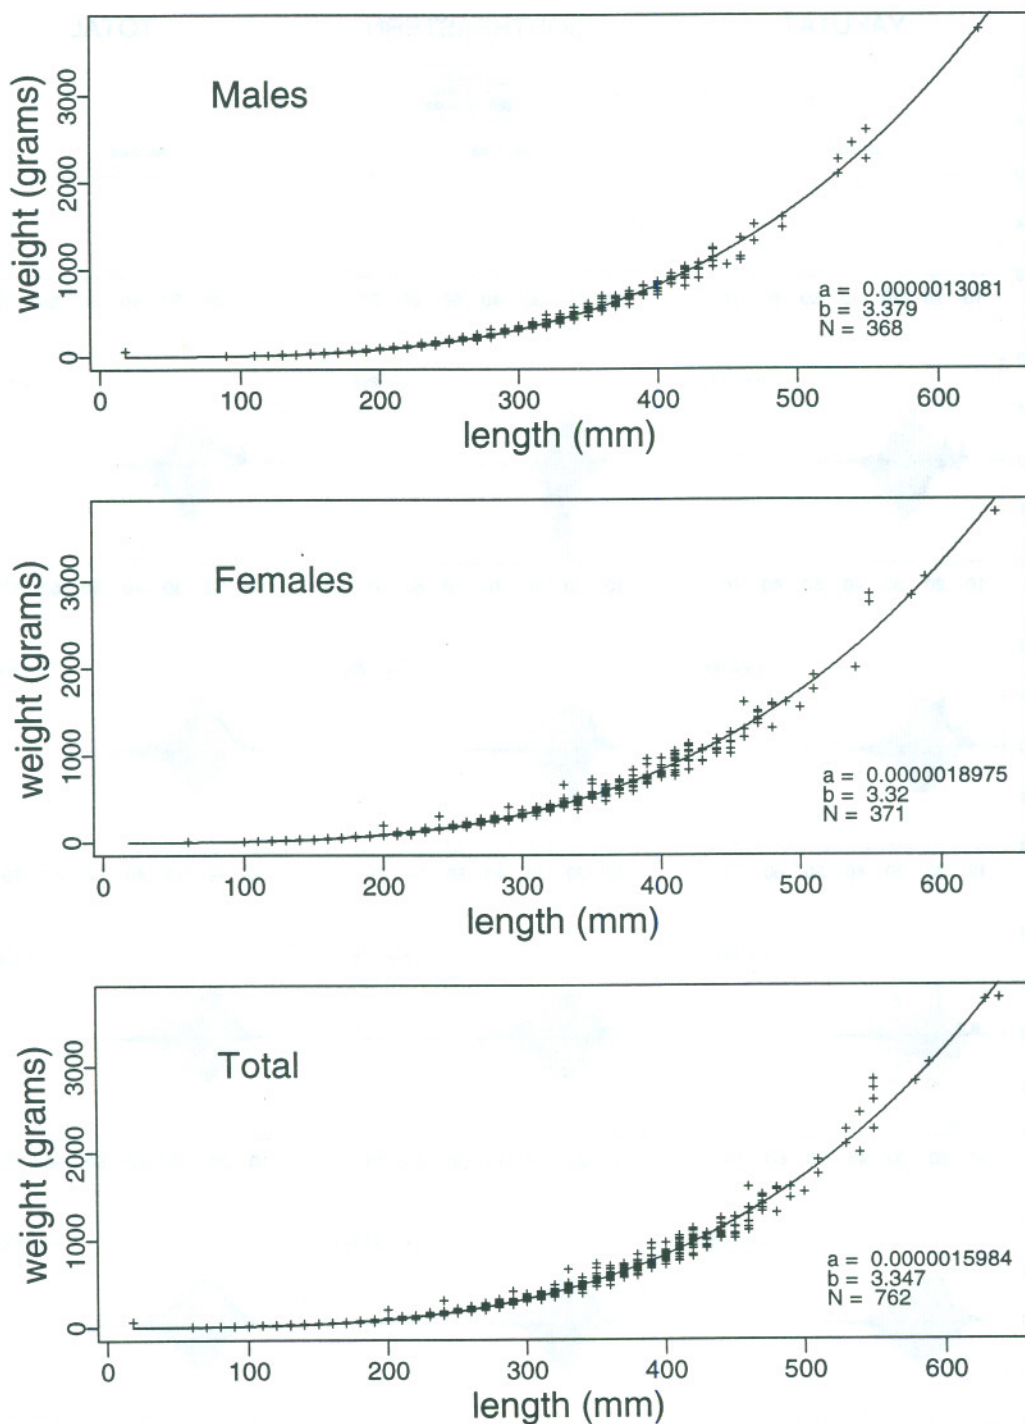 Males
weight (grams)
3000
2000
1000
0
a = 0.0000013081
b = 3.379
N = 368
0 100 200 300 400 500 600
length (mm)
Females
weight (grams)
3000
2000
1000
0
a = 0.0000018975
b = 3.32
N = 371
0 100 200 300 400 500 600
length (mm)
Total
weight (grams)
3000
2000
1000
0
a = 0.0000015984
b = 3.347
N = 762
0 100 200 300 400 500 600
length (mm)